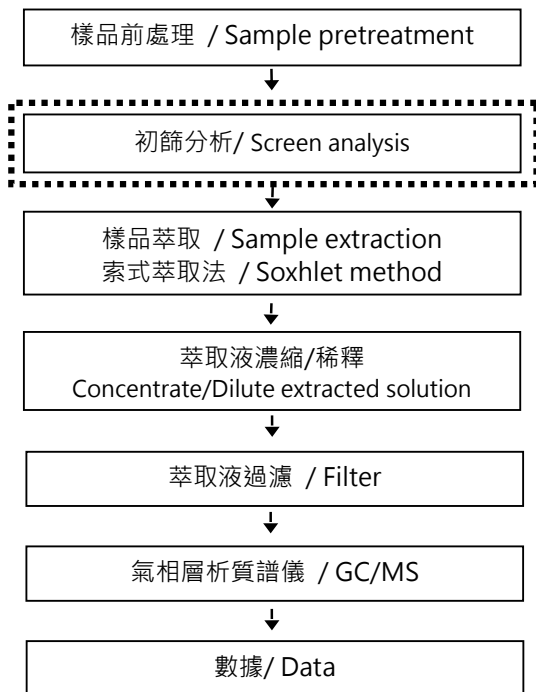 樣品前處理 / Sample pretreatment
初篩分析/ Screen analysis
樣品萃取 / Sample extraction
索式萃取法 / Soxhlet method
萃取液濃縮/稀釋
Concentrate/Dilute extracted solution
萃取液過濾 / Filter
氣相層析質譜儀 / GC/MS
數據/ Data